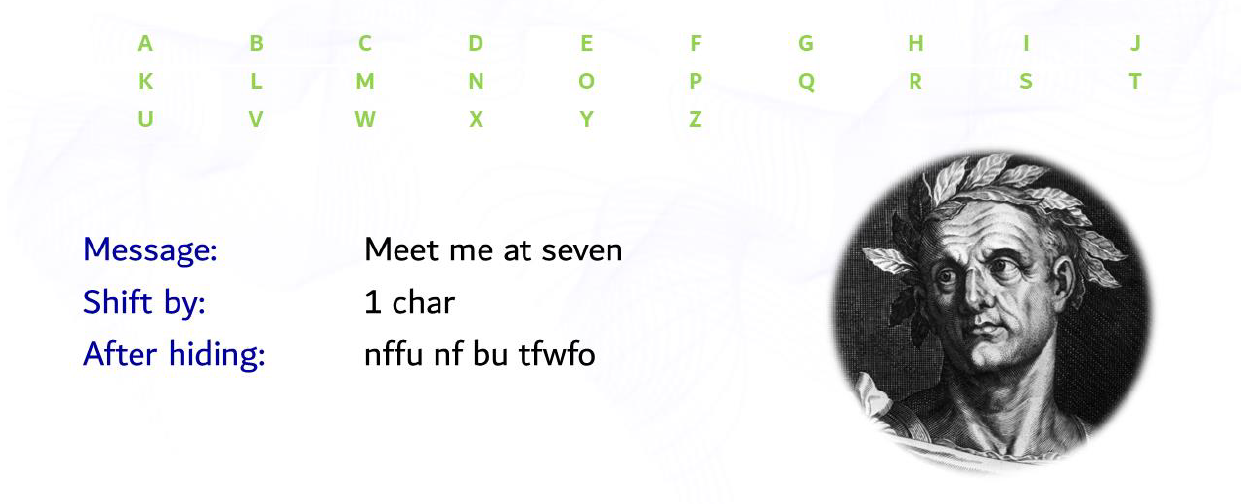 A B C D E F G H I J
K L M N O P Q R S T
U V W X Y Z
Message: Meet me at seven
Shift by: 1 char
After hiding: nffu nf bu tfwfo